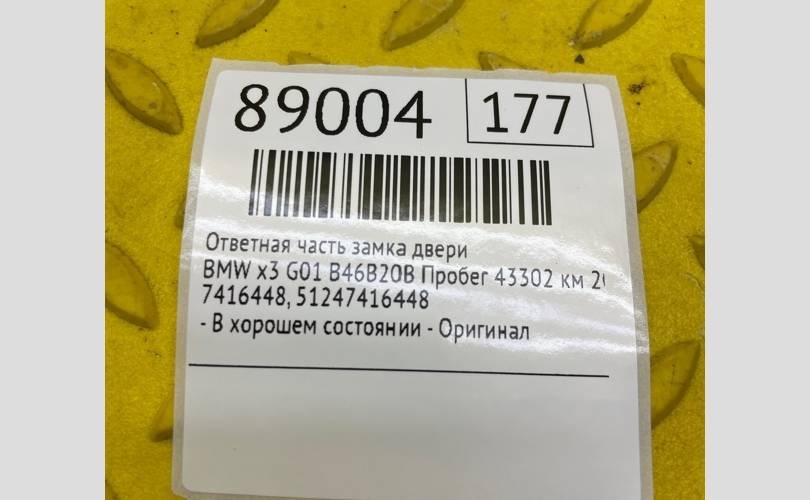 89004 177
Ответная часть замка двери
BMW x3 G01 B46B20B Пробег 43302 км
7416448, 51247416448
- В хорошем состоянии - Оригинал